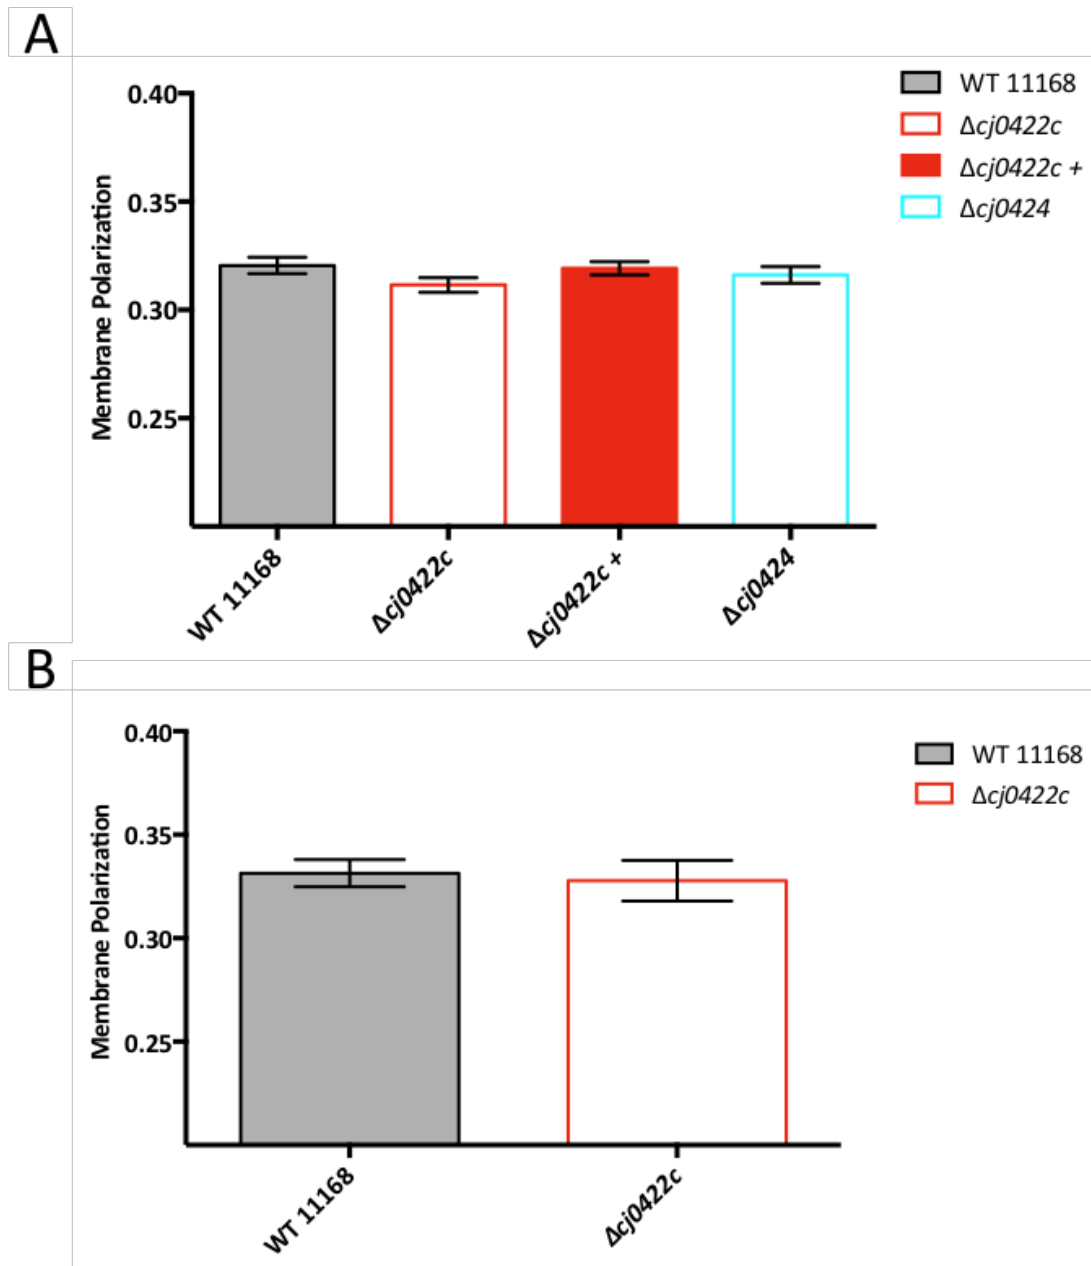 A
0.40
0.35
0.30
0.25
Membrane Polarization
WT 11168
Δcj0422c
Δcj0422c +
Δcj0424
WT 11168
Δcj0422c
Δcj0422c +
Δcj0424
B
0.40
0.35
0.30
0.25
Membrane Polarization
WT 11168
Δcj0422c
WT 11168
Δcj0422c